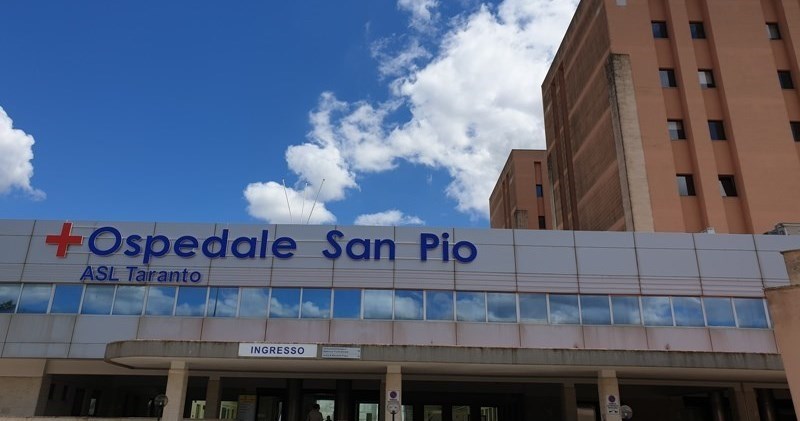 Ospedale San Pio
ASL Taranto
INGRESSO